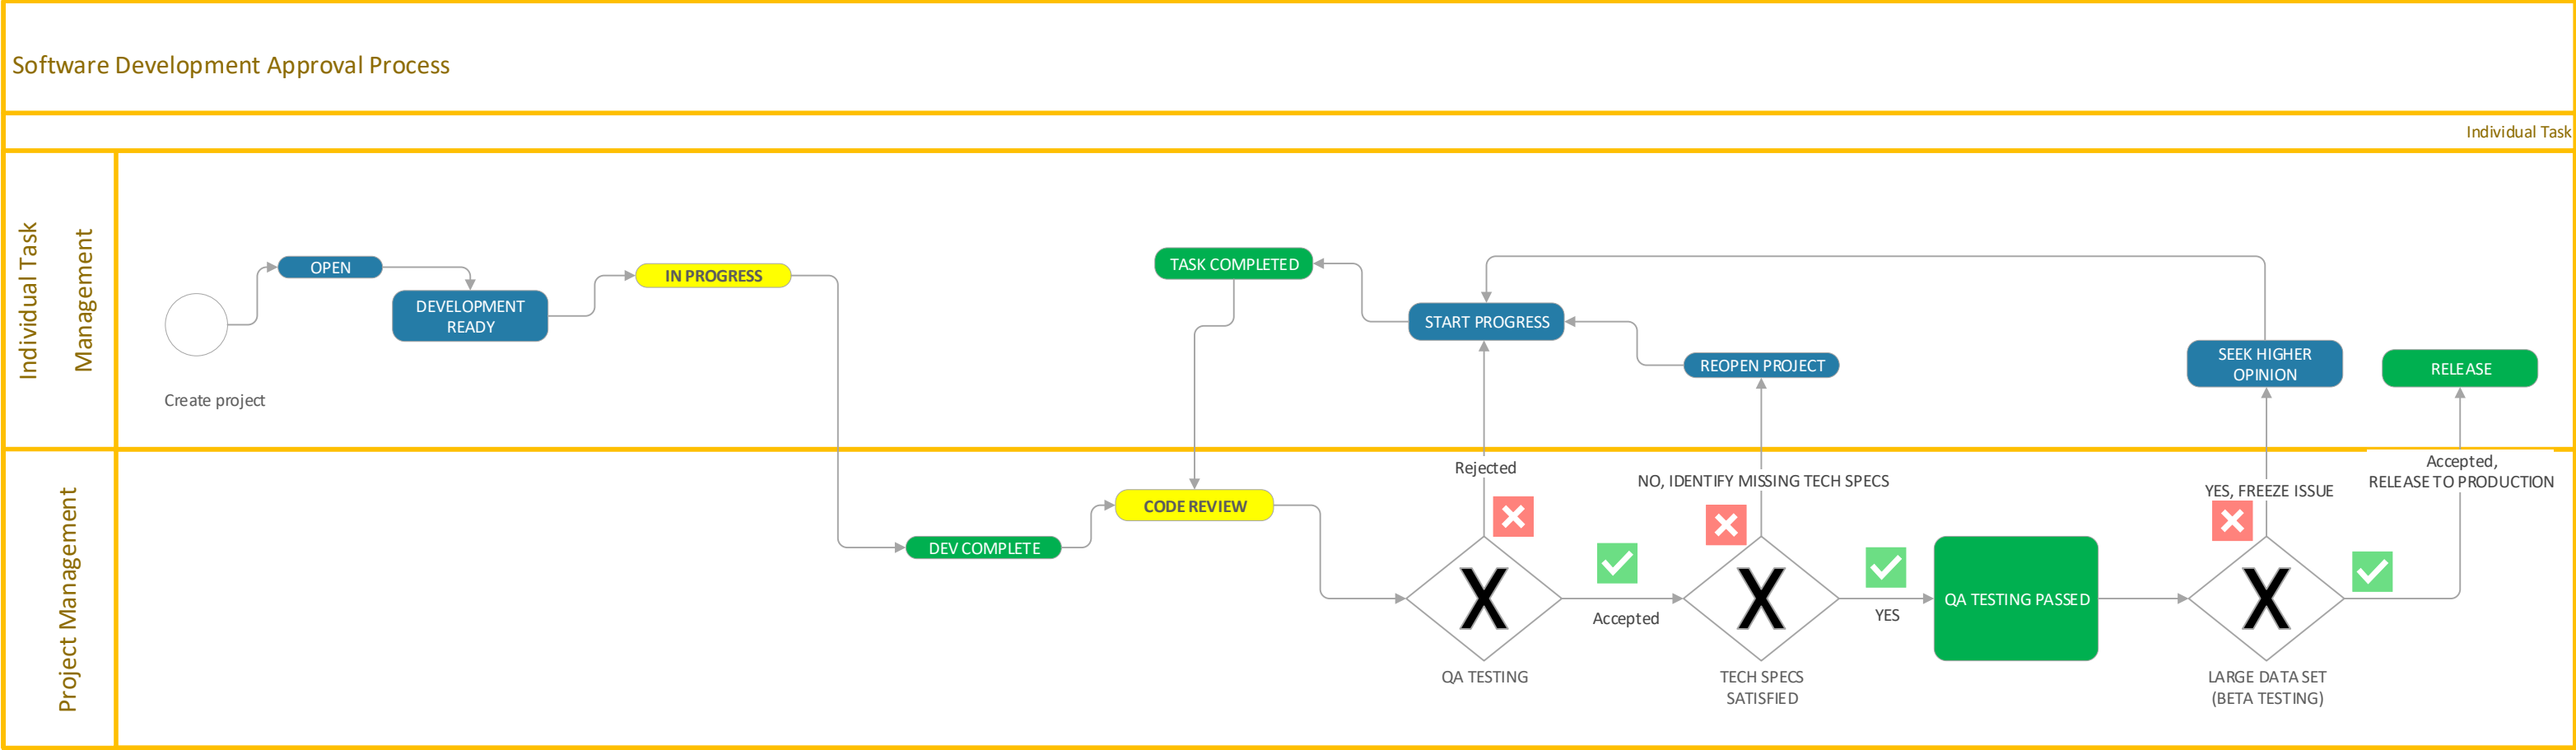 Software Development Approval Process
Individual Task
Individual Task
Management
OPEN
DEVELOPMENT
READY
IN PROGRESS
Create project
TASK COMPLETED
START PROGRESS
REOPEN PROJECT
SEEK HIGHER
OPINION
RELEASE
Project Management
DEV COMPLETE
CODE REVIEW
Rejected
X
QA TESTING
Accepted
NO, IDENTIFY MISSING TECH SPECS
X
TECH SPECS
SATISFIED
YES
QA TESTING PASSED
YES, FREEZE ISSUE
X
LARGE DATA SET
(BETA TESTING)
Accepted,
RELEASE TO PRODUCTION